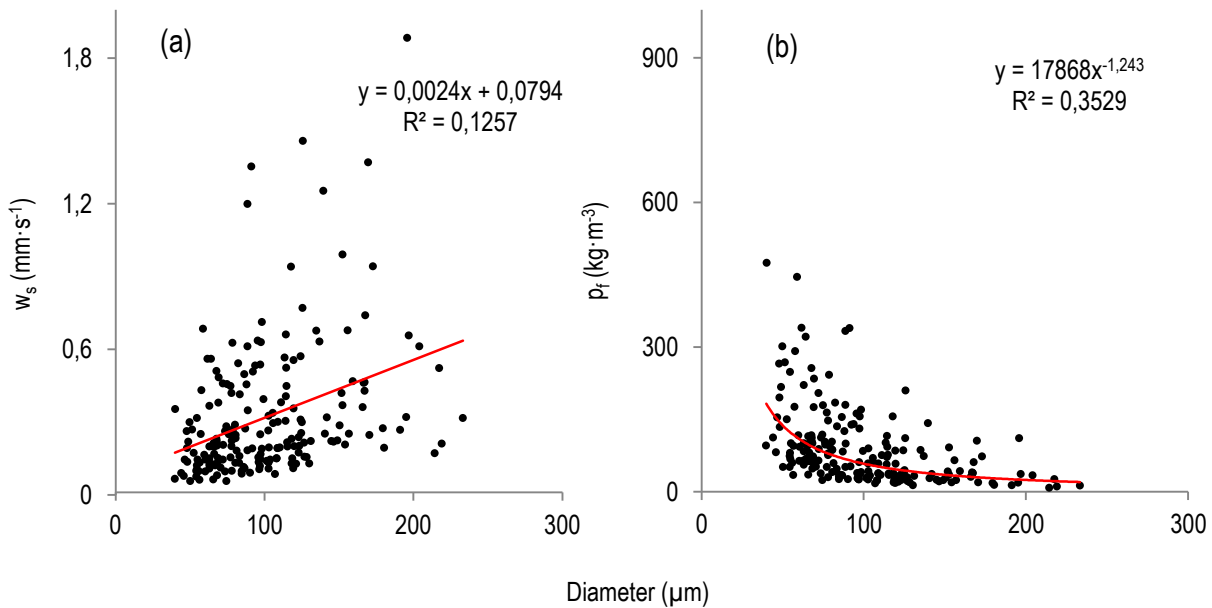 (a)
y = 0,0024x + 0,0794
R² = 0,1257
1,8
1,2
0,6
0
w_s (mm·s⁻¹)
0
100
200
300
(b)
y = 17868x⁻¹,²⁴³
R² = 0,3529
900
600
300
0
p_f (kg·m⁻³)
0
100
200
300
Diameter (µm)